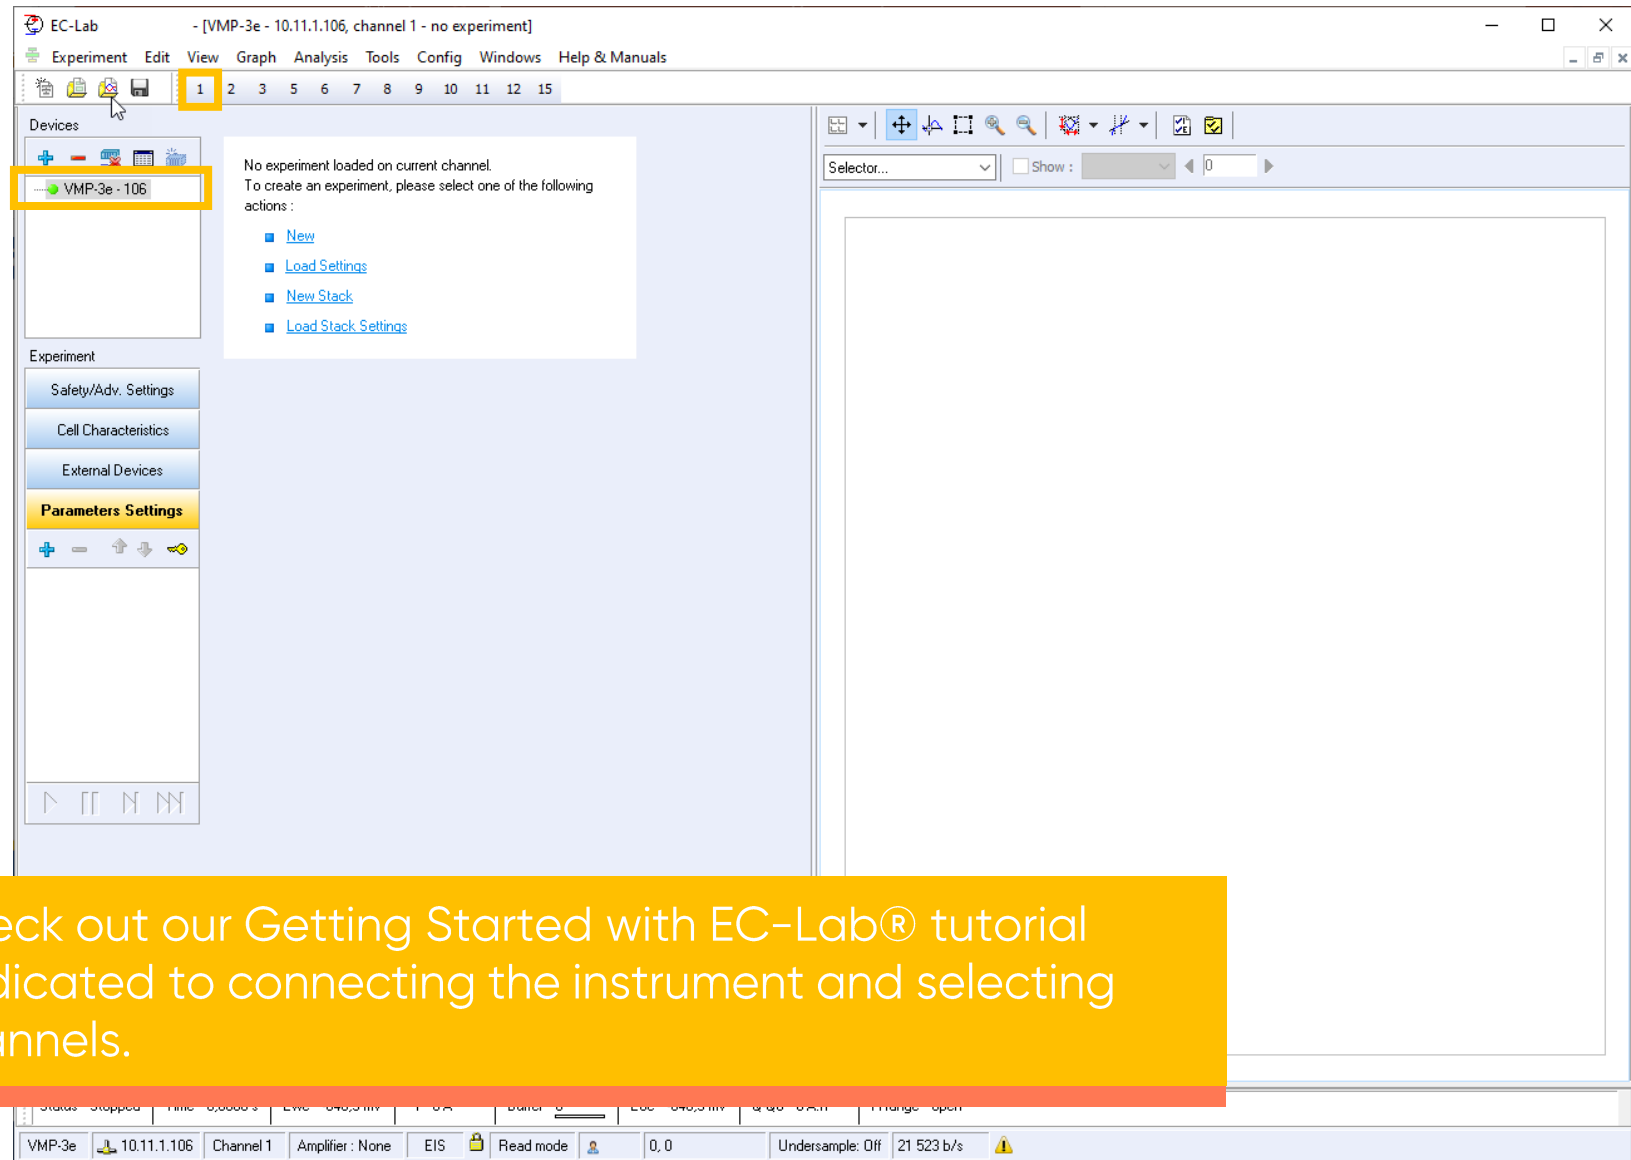 EC-Lab - [VMP-3e - 10.11.1.106, channel 1 - no experiment]
Experiment Edit View Graph Analysis Tools Config Windows Help & Manuals
1 2 3 5 6 7 8 9 10 11 12 15
Devices
VMP-3e - 106
No experiment loaded on current channel.
To create an experiment, please select one of the following
actions :
New
Load Settings
New Stack
Load Stack Settings
Selector... Show : 0
Experiment
Safety/Adv. Settings
Cell Characteristics
External Devices
Parameters Settings
out our Getting Started with EC-Lab® tutorial
to connecting the instrument and selecting
Status Stopped Time Buffer
VMP-3e 10.11.1.106 Channel 1 Amplifier : None EIS Read mode 0, 0 Undersample: Off 21 523 b/s